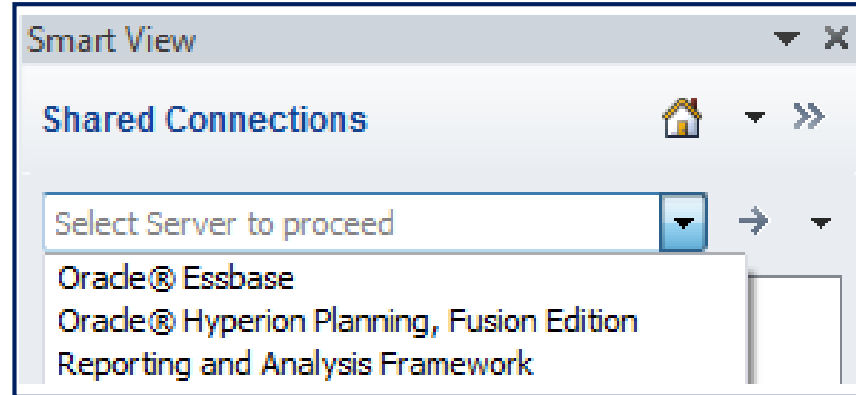 Smart View
Shared Connections
Select Server to proceed
Oracle® Essbase
Oracle® Hyperion Planning, Fusion Edition
Reporting and Analysis Framework